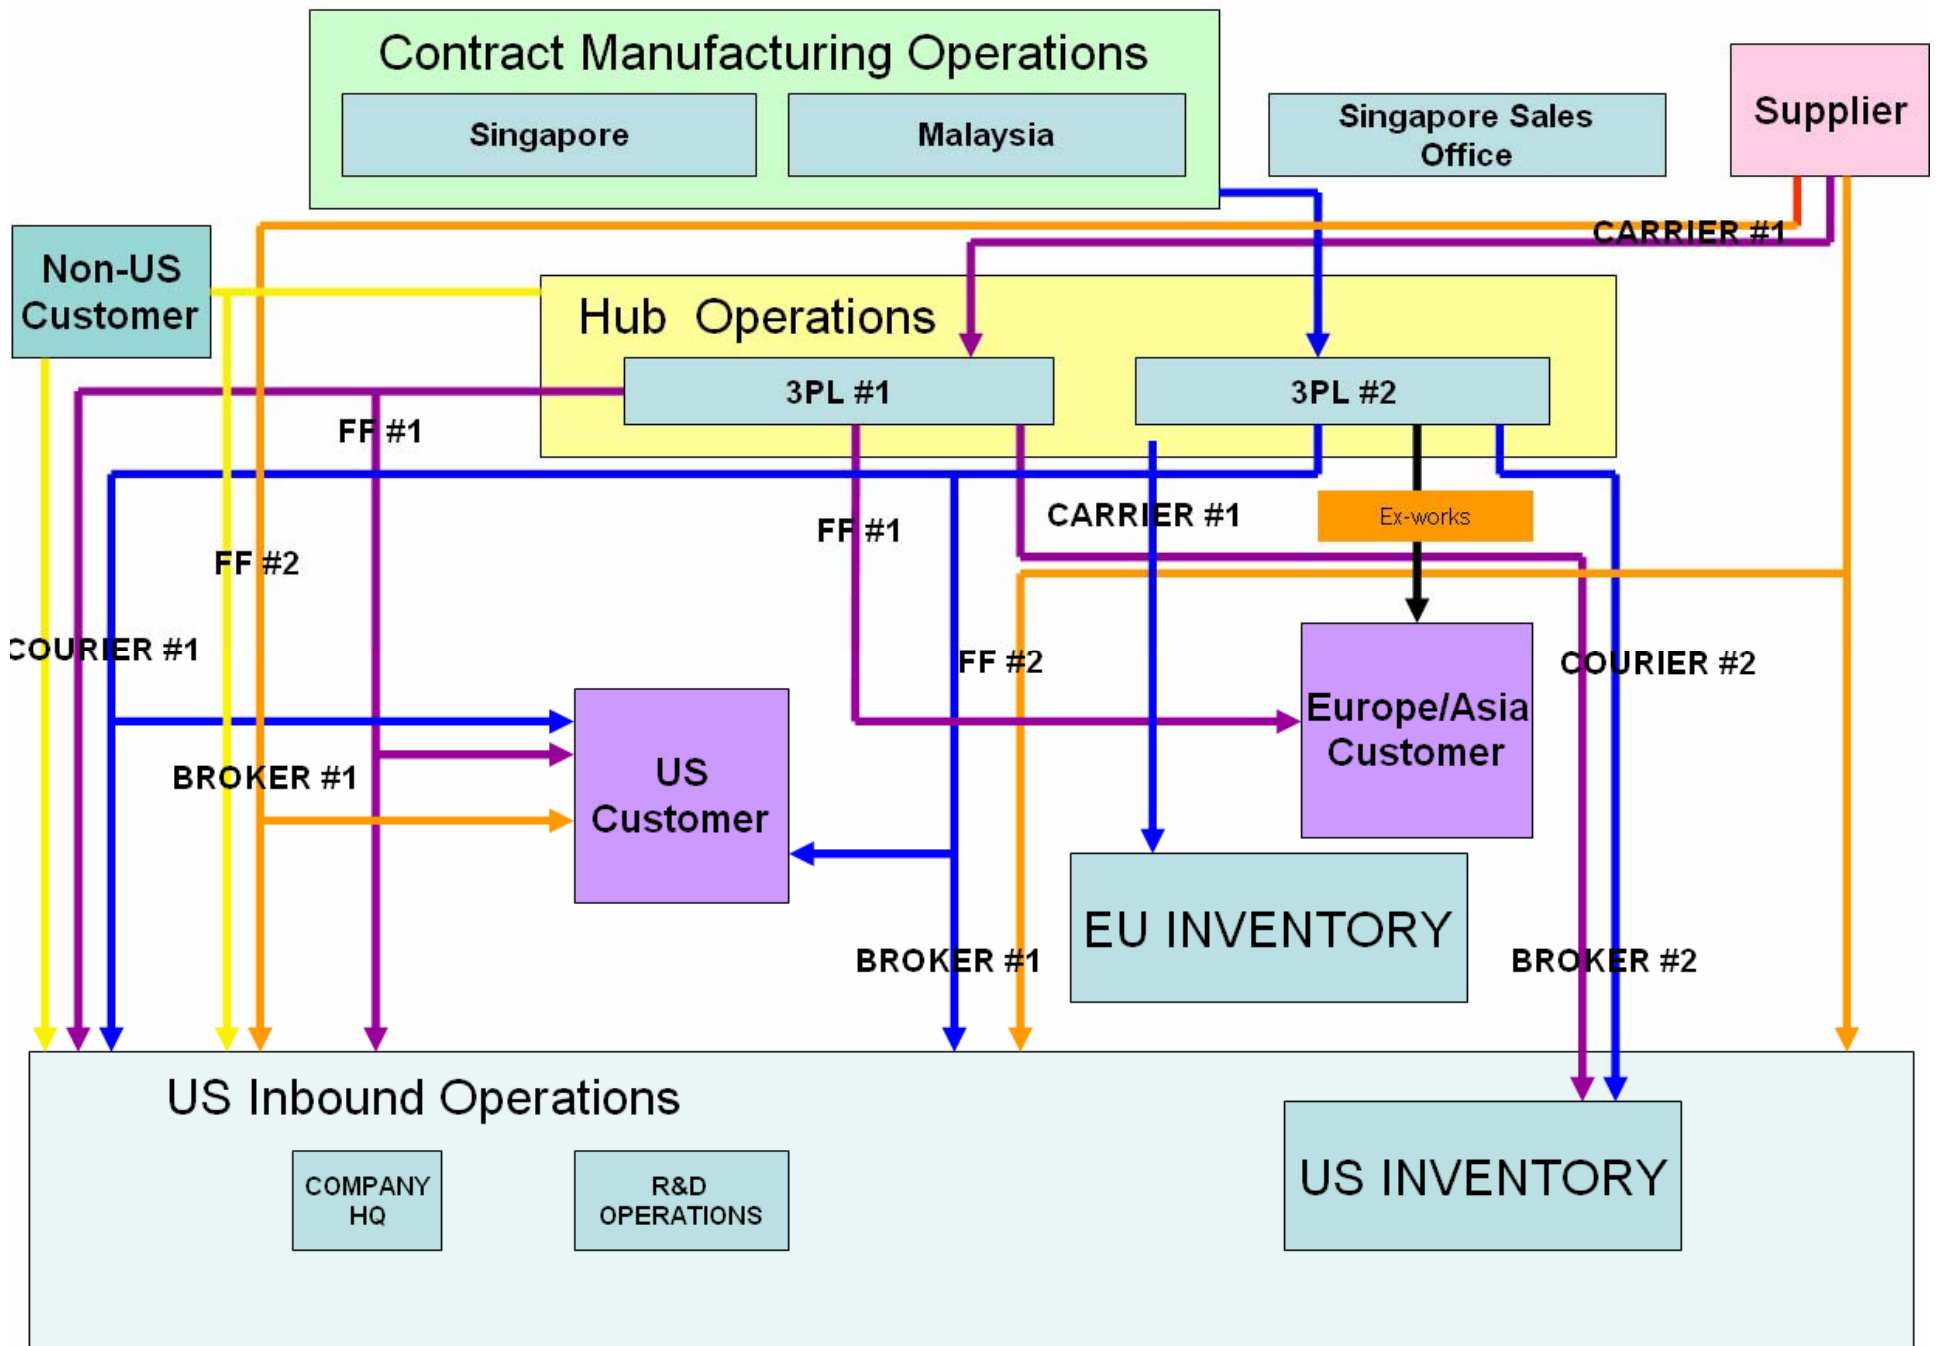 Contract Manufacturing Operations
Singapore
Malaysia
Singapore Sales
Office
Supplier
CARRIER #1
Non-US
Customer
Hub Operations
3PL #1
3PL #2
FF #1
CARRIER #1
Ex-works
FF #1
FF #2
COURIER #1
FF #2
COURIER #2
Europe/Asia
Customer
BROKER #1
US
Customer
EU INVENTORY
BROKER #1
BROKER #2
US Inbound Operations
COMPANY
HQ
R&D
OPERATIONS
US INVENTORY